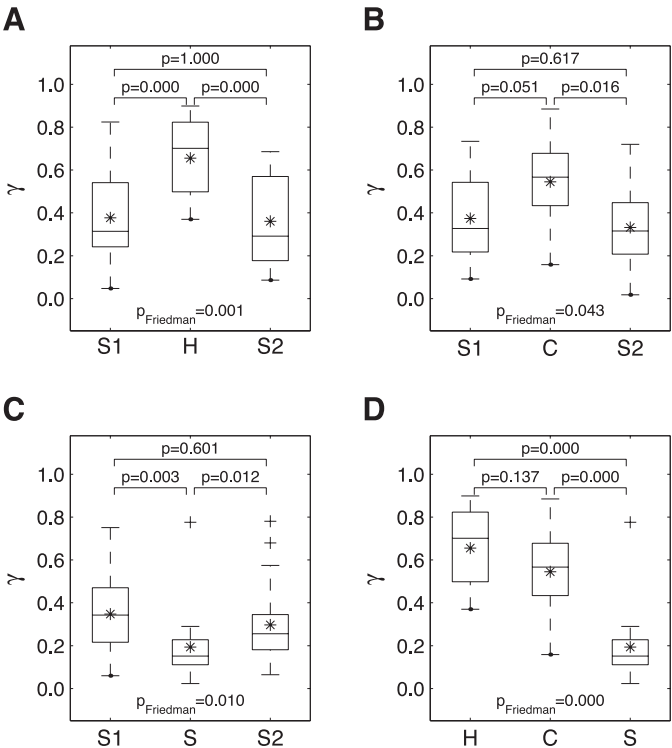 A
p=1.000
p=0.000 p=0.000
1.0
0.8
0.6
0.4
0.2
0.0
γ
p_Friedman=0.001
S1 H S2
B
p=0.617
p=0.051 p=0.016
1.0
0.8
0.6
0.4
0.2
0.0
γ
p_Friedman=0.043
S1 C S2
C
p=0.601
p=0.003 p=0.012
1.0
0.8
0.6
0.4
0.2
0.0
γ
p_Friedman=0.010
S1 S S2
D
p=0.000
p=0.137 p=0.000
1.0
0.8
0.6
0.4
0.2
0.0
γ
p_Friedman=0.000
H C S